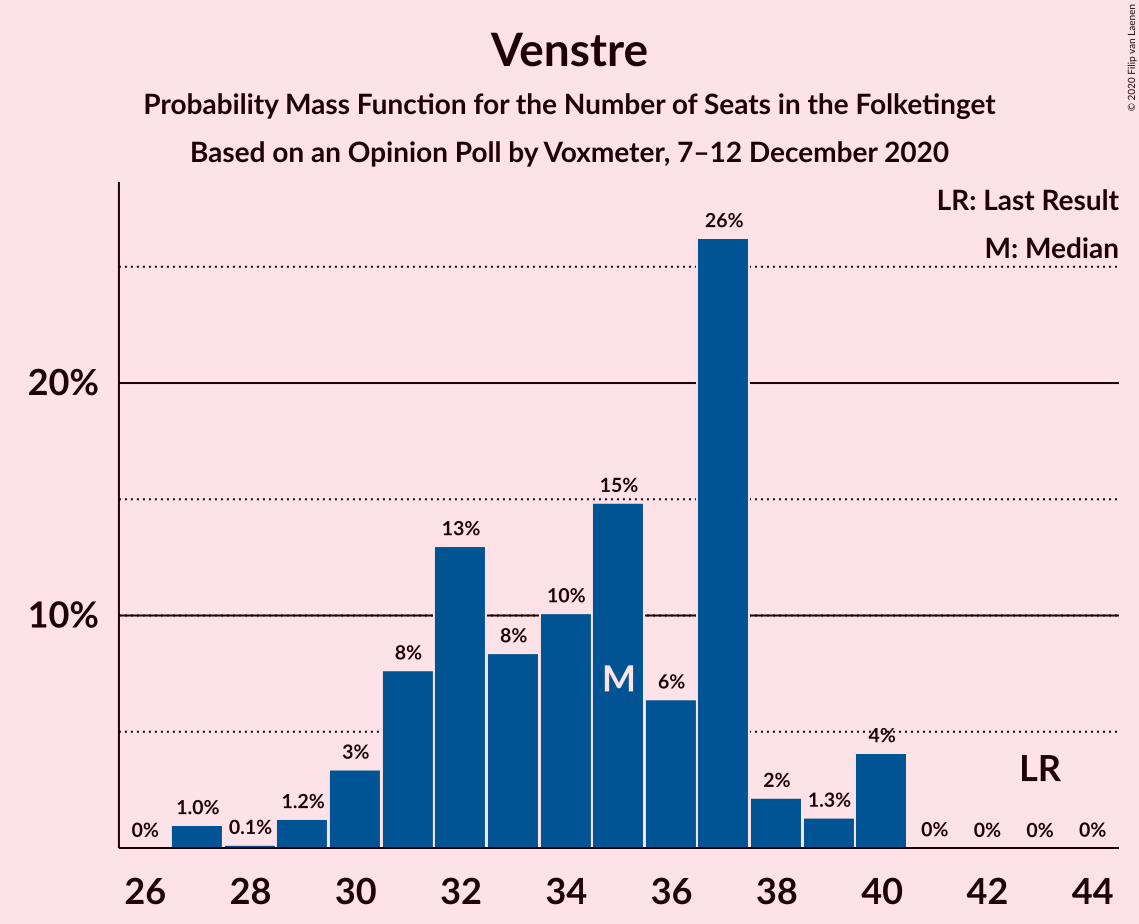 Venstre
Probability Mass Function for the Number of Seats in the Folketinget
Based on an Opinion Poll by Voxmeter, 7–12 December 2020
© 2020 Filip van Laenen
LR: Last Result
M: Median
20%
10%
0%
1.0%
0.1%
1.2%
3%
8%
13%
8%
10%
15%
6%
26%
2%
1.3%
4%
0%
0%
0%
0%
M
LR
26 28 30 32 34 36 38 40 42 44